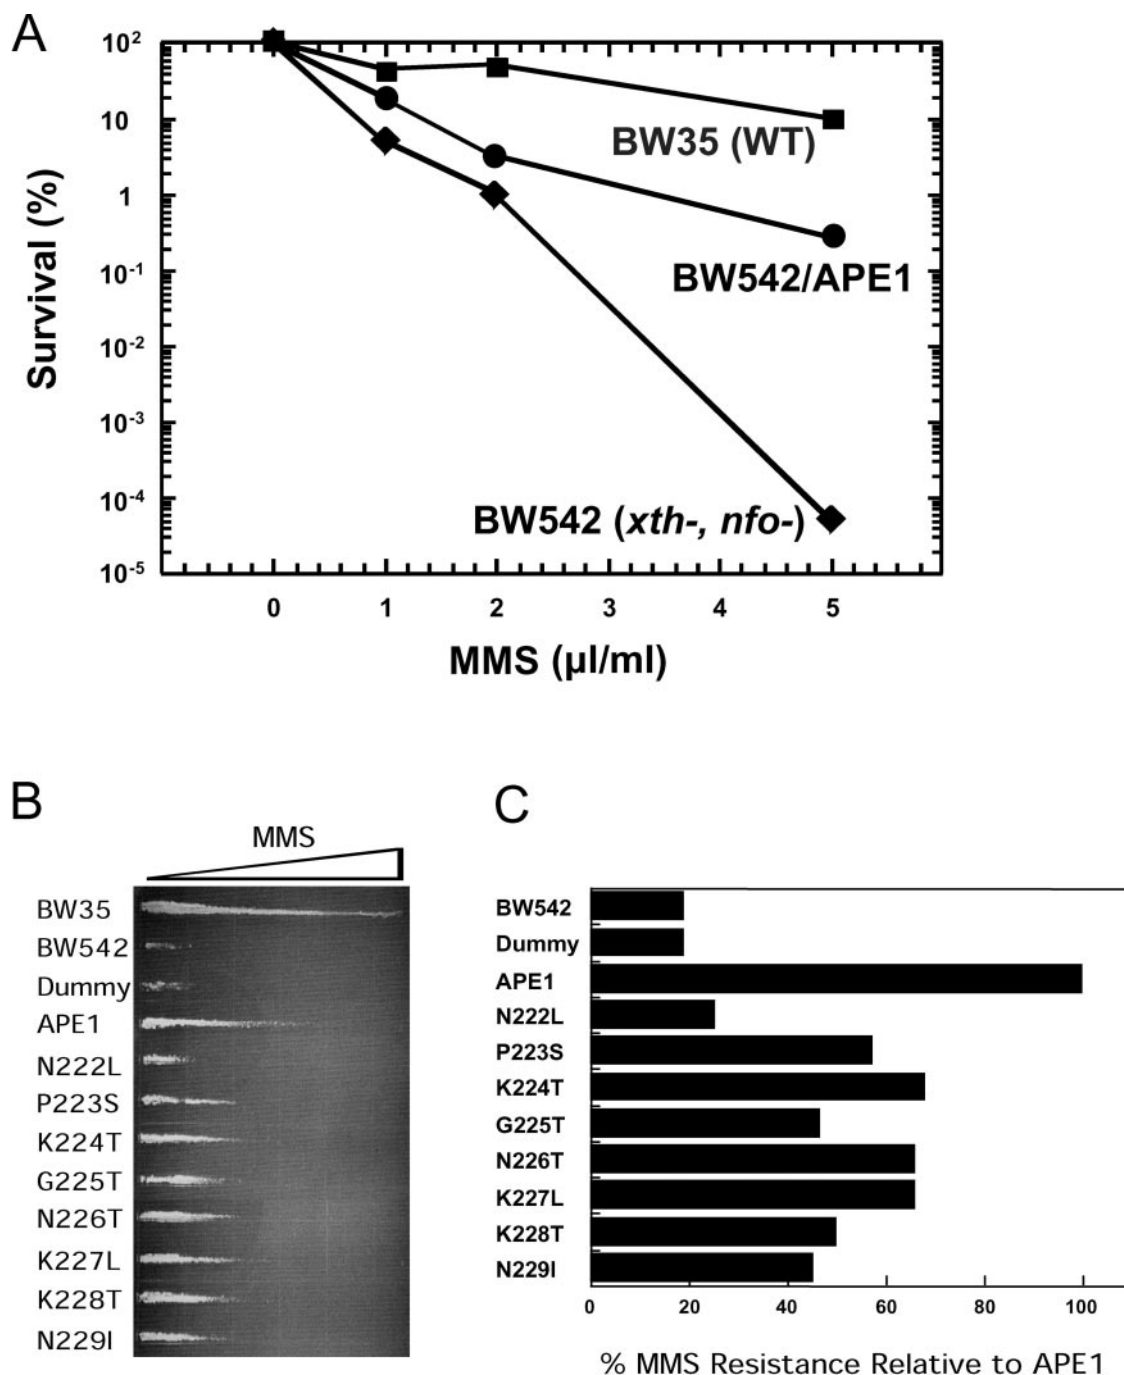 A
10²
10
1
10⁻¹
10⁻²
10⁻³
10⁻⁴
10⁻⁵
Survival (%)
BW35 (WT)
BW542/APE1
BW542 (xth-, nfo-)
0 1 2 3 4 5
MMS (µl/ml)
B
MMS
BW35
BW542
Dummy
APE1
N222L
P223S
K224T
G225T
N226T
K227L
K228T
N229I
C
BW542
Dummy
APE1
N222L
P223S
K224T
G225T
N226T
K227L
K228T
N229I
0 20 40 60 80 100
% MMS Resistance Relative to APE1